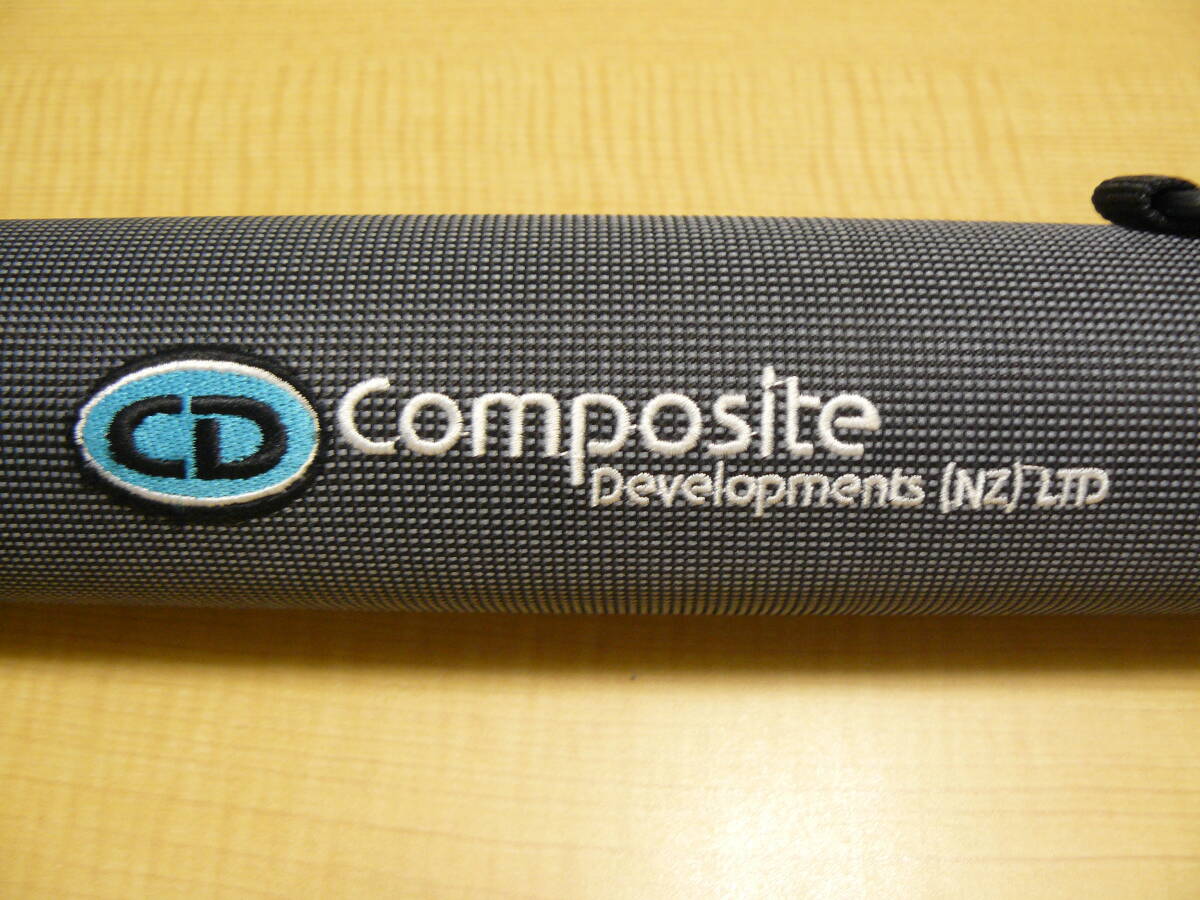 CD Composite
Developments (NZ) LTD